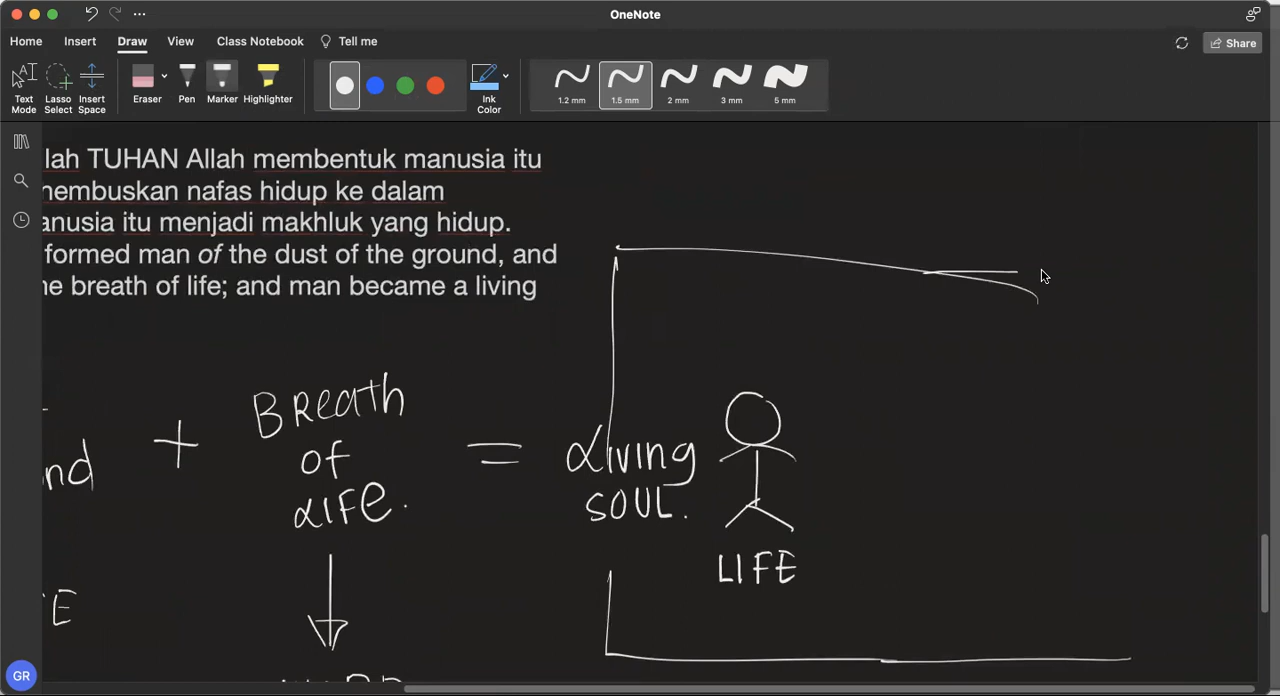 OneNote
Home Insert Draw View Class Notebook Tell me
Share
Text Mode
Lasso Select
Insert Space
Eraser
Pen
Marker
Highlighter
Ink Color
1.2 mm
1.5 mm
2 mm
3 mm
5 mm
lah TUHAN Allah membentuk manusia itu
nembuskan nafas hidup ke dalam
anusia itu menjadi makhluk yang hidup.
formed man of the dust of the ground, and
ne breath of life; and man became a living
nd + BReath of LIFe. = Living SOUL.
LIFE
E
GR